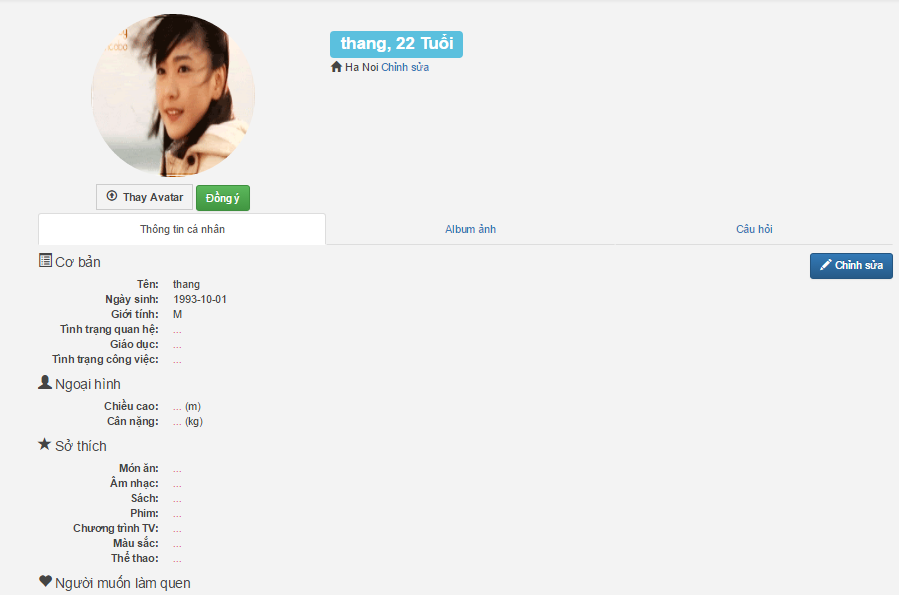 thang, 22 Tuổi
Ha Noi Chỉnh sửa
Thay Avatar Đồng ý
Thông tin cá nhân Album ảnh Câu hỏi
Cơ bản Chỉnh sửa
Tên: thang
Ngày sinh: 1993-10-01
Giới tính: M
Tình trạng quan hệ: ...
Giáo dục: ...
Tình trạng công việc: ...
Ngoại hình
Chiều cao: ... (m)
Cân nặng: ... (kg)
Sở thích
Món ăn: ...
Âm nhạc: ...
Sách: ...
Phim: ...
Chương trình TV: ...
Màu sắc: ...
Thể thao: ...
Người muốn làm quen